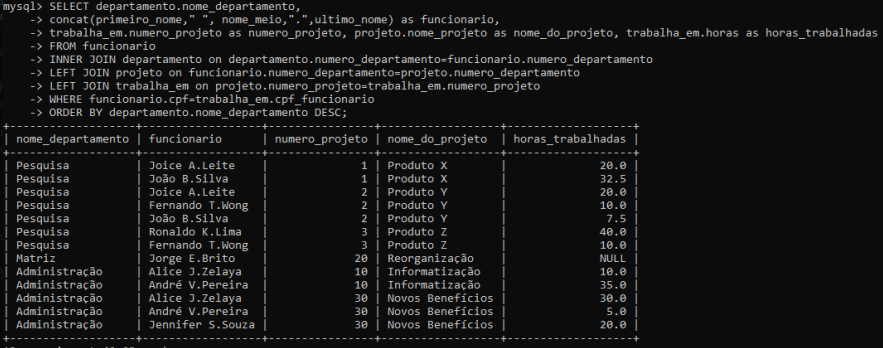 mysql> SELECT departamento.nome_departamento,
    -> concat(primeiro_nome," ", nome_meio,".",ultimo_nome) as funcionario,
    -> trabalha_em.numero_projeto as numero_projeto, projeto.nome_projeto as nome_do_projeto, trabalha_em.horas as horas_trabalhadas
    -> FROM funcionario
    -> INNER JOIN departamento on departamento.numero_departamento=funcionario.numero_departamento
    -> LEFT JOIN projeto on funcionario.numero_departamento=projeto.numero_departamento
    -> LEFT JOIN trabalha_em on projeto.numero_projeto=trabalha_em.numero_projeto
    -> WHERE funcionario.cpf=trabalha_em.cpf_funcionario
    -> ORDER BY departamento.nome_departamento DESC;
+-------------------+------------------+----------------+------------------+-------------------+
| nome_departamento | funcionario      | numero_projeto | nome_do_projeto  | horas_trabalhadas |
+-------------------+------------------+----------------+------------------+-------------------+
| Pesquisa          | Joice A.Leite    |              1 | Produto X        |              20.0 |
| Pesquisa          | João B.Silva     |              1 | Produto X        |              32.5 |
| Pesquisa          | Joice A.Leite    |              2 | Produto Y        |              20.0 |
| Pesquisa          | Fernando T.Wong  |              2 | Produto Y        |              10.0 |
| Pesquisa          | João B.Silva     |              2 | Produto Y        |               7.5 |
| Pesquisa          | Ronaldo K.Lima   |              3 | Produto Z        |              40.0 |
| Pesquisa          | Fernando T.Wong  |              3 | Produto Z        |              10.0 |
| Matriz            | Jorge E.Brito    |             20 | Reorganização    |              NULL |
| Administração     | Alice J.Zelaya   |             10 | Informatização   |              10.0 |
| Administração     | André V.Pereira  |             10 | Informatização   |              35.0 |
| Administração     | Alice J.Zelaya   |             30 | Novos Benefícios |              30.0 |
| Administração     | André V.Pereira  |             30 | Novos Benefícios |               5.0 |
| Administração     | Jennifer S.Souza |             30 | Novos Benefícios |              20.0 |
+-------------------+------------------+----------------+------------------+-------------------+